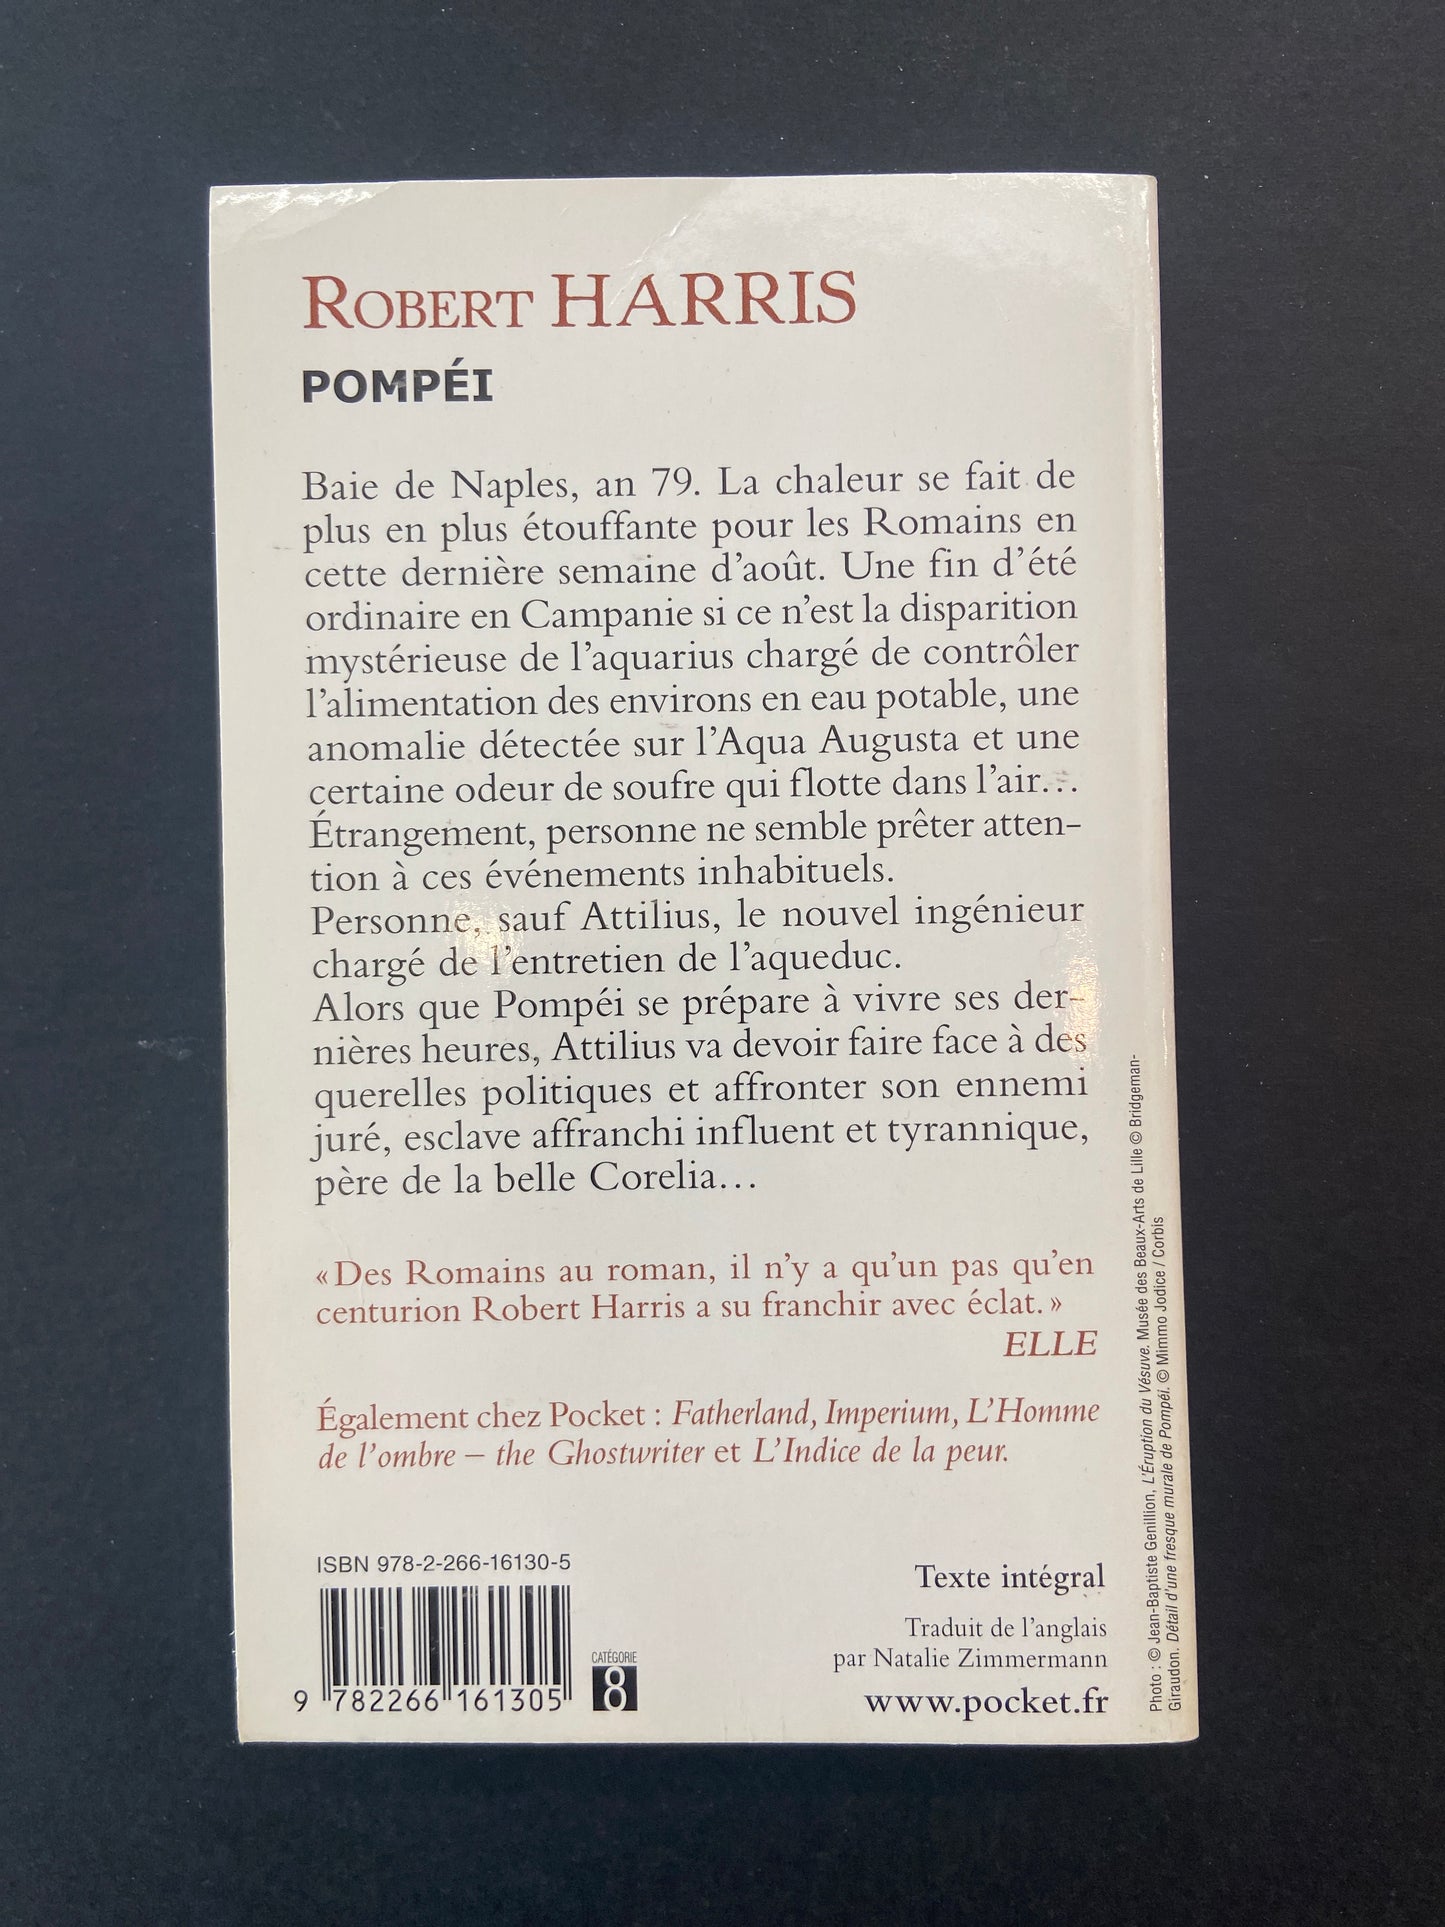 ROBERT HARRIS
POMPÉI
Baie de Naples, an 79. La chaleur se fait de
plus en plus étouffante pour les Romains en
cette dernière semaine d'août. Une fin d'été
ordinaire en Campanie si ce n'est la disparition
mystérieuse de l'aquarius chargé de contrôler
l'alimentation des environs en eau potable, une
anomalie détectée sur l'Aqua Augusta et une
certaine odeur de soufre qui flotte dans l'air…
Étrangement, personne ne semble prêter atten-
tion à ces événements inhabituels.
Personne, sauf Attilius, le nouvel ingénieur
chargé de l'entretien de l'aqueduc.
Alors que Pompéi se prépare à vivre ses der-
nières heures, Attilius va devoir faire face à des
querelles politiques et affronter son ennemi
juré, esclave affranchi influent et tyrannique,
père de la belle Corelia…
« Des Romains au roman, il n'y a qu'un pas qu'en
centurion Robert Harris a su franchir avec éclat. »
ELLE
Également chez Pocket : Fatherland, Imperium, L'Homme
de l'ombre – the Ghostwriter et L'Indice de la peur.
ISBN 978-2-266-16130-5
9 782266 161305
CATÉGORIE
8
Texte intégral
Traduit de l'anglais
par Natalie Zimmermann
www.pocket.fr
Photo : © Jean-Baptiste Genillion, L'Éruption du Vésuve. Musée des Beaux-Arts de Lille © Bridgeman-
Giraudon. Détail d'une fresque murale de Pompéi. © Mimmo Jodice / Corbis